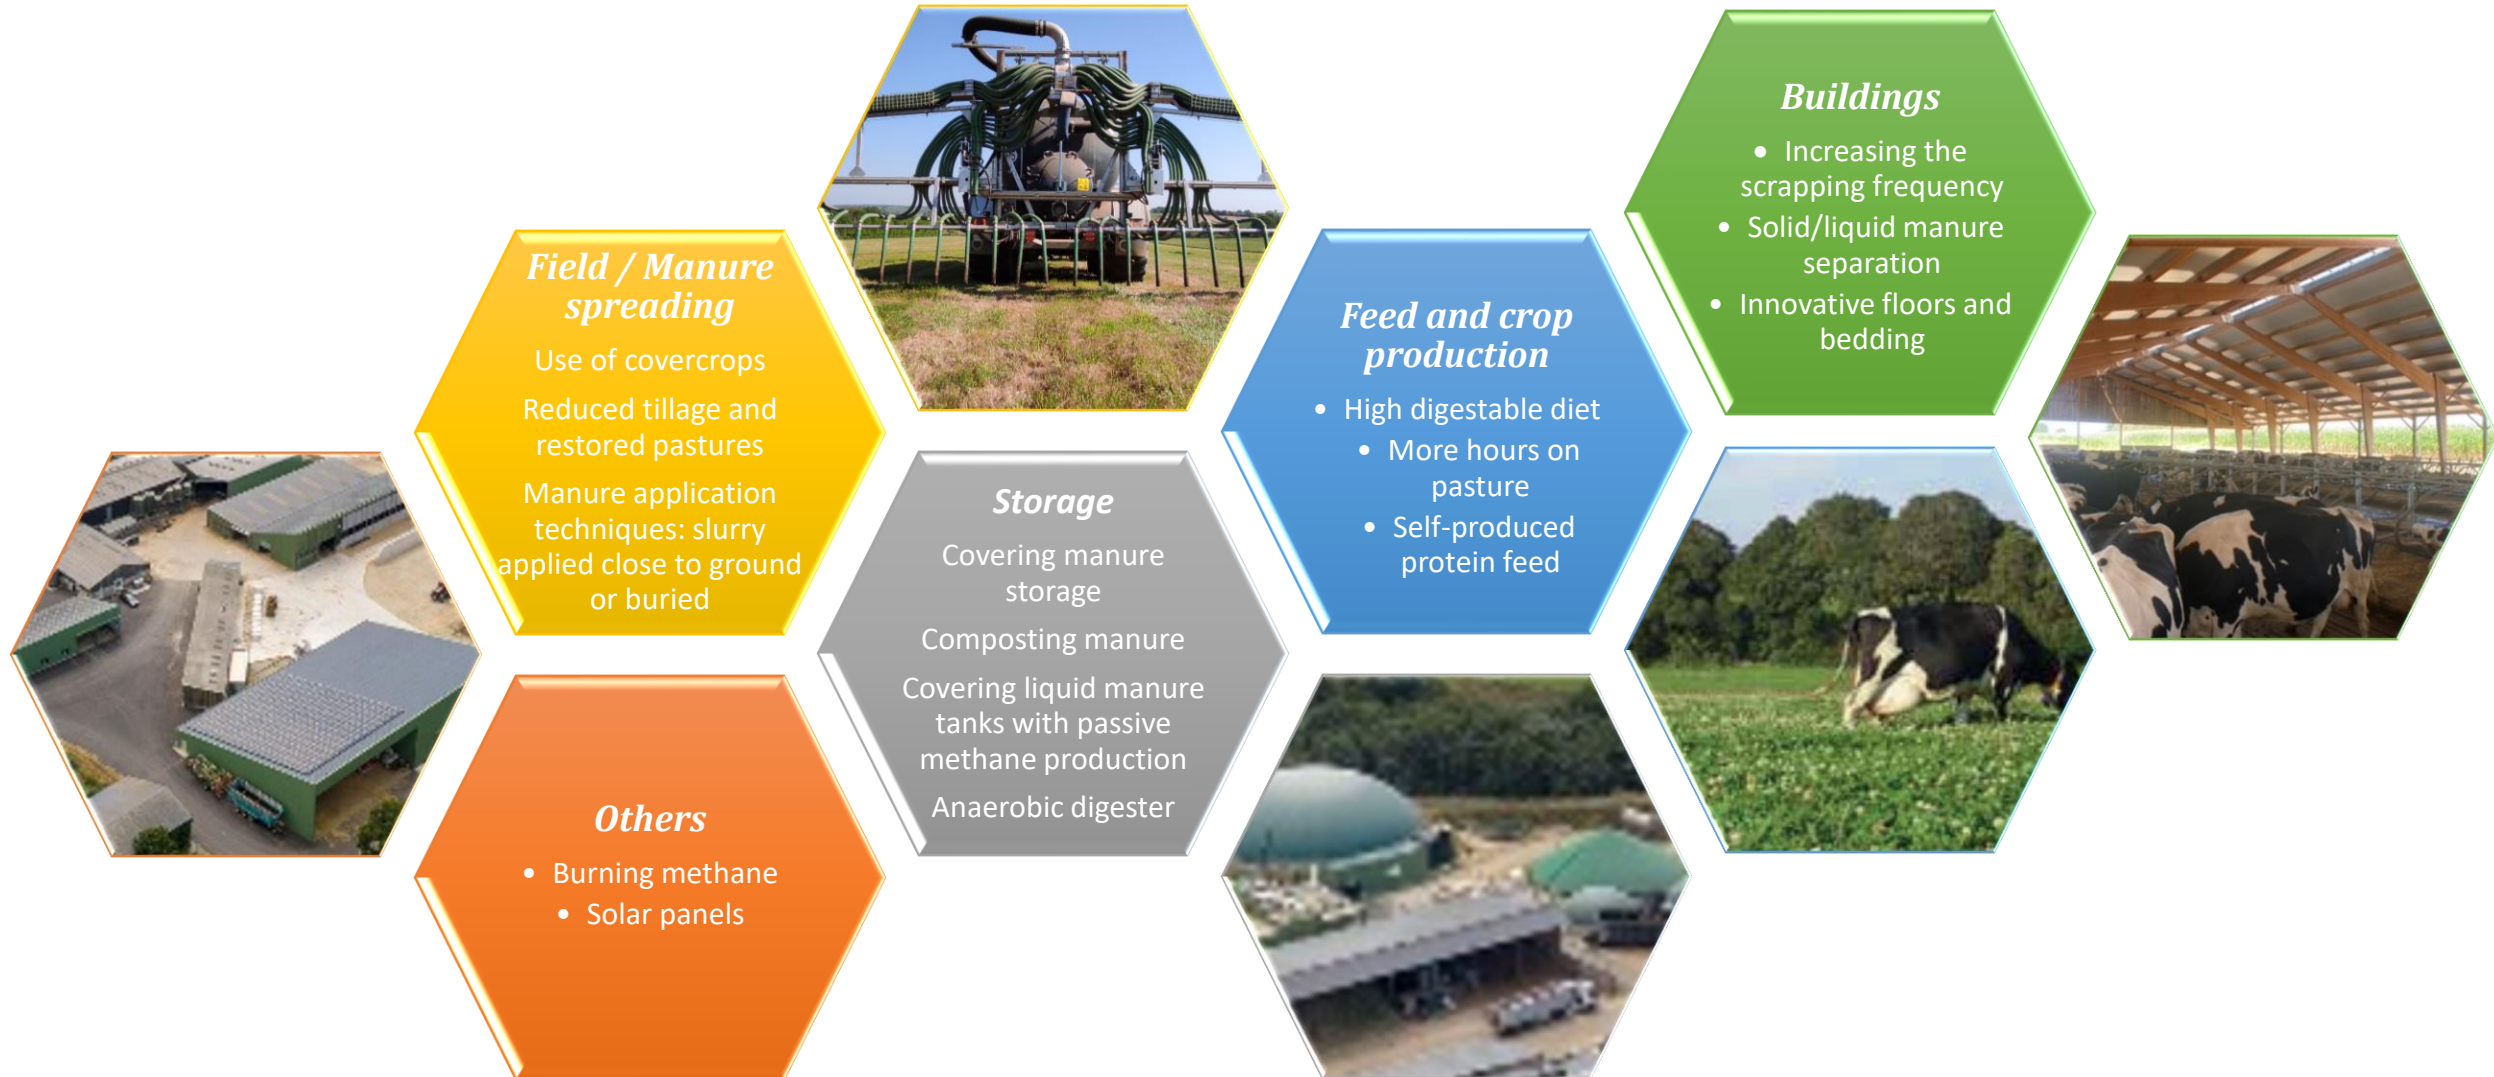 Field / Manure
spreading
Use of covercrops
Reduced tillage and
restored pastures
Manure application
techniques: slurry
applied close to ground
or buried
Others
• Burning methane
• Solar panels
Storage
Covering manure
storage
Composting manure
Covering liquid manure
tanks with passive
methane production
Anaerobic digester
Feed and crop
production
• High digestable diet
• More hours on
pasture
• Self-produced
protein feed
Buildings
• Increasing the
scrapping frequency
• Solid/liquid manure
separation
• Innovative floors and
bedding